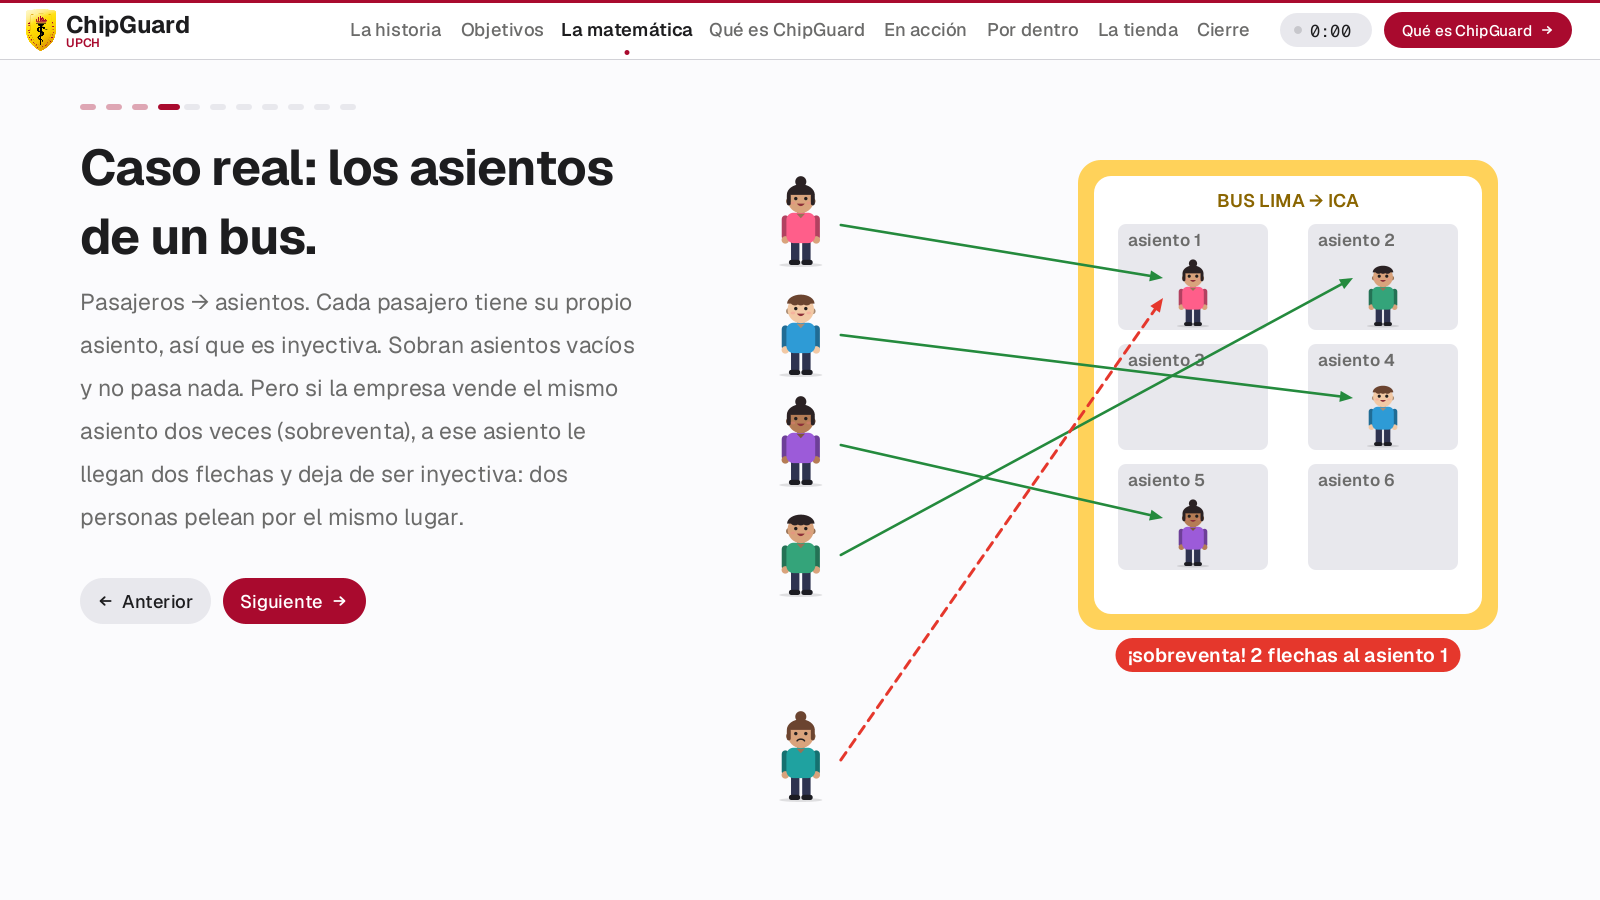 ChipGuard
UPCH
La historia
Objetivos
La matemática
Qué es ChipGuard
En acción
Por dentro
La tienda
Cierre
0:00
Qué es ChipGuard →
Caso real: los asientos
de un bus.
Pasajeros → asientos. Cada pasajero tiene su propio
asiento, así que es inyectiva. Sobran asientos vacíos
y no pasa nada. Pero si la empresa vende el mismo
asiento dos veces (sobreventa), a ese asiento le
llegan dos flechas y deja de ser inyectiva: dos
personas pelean por el mismo lugar.
← Anterior
Siguiente →
BUS LIMA → ICA
asiento 1
asiento 2
asiento 3
asiento 4
asiento 5
asiento 6
¡sobreventa! 2 flechas al asiento 1